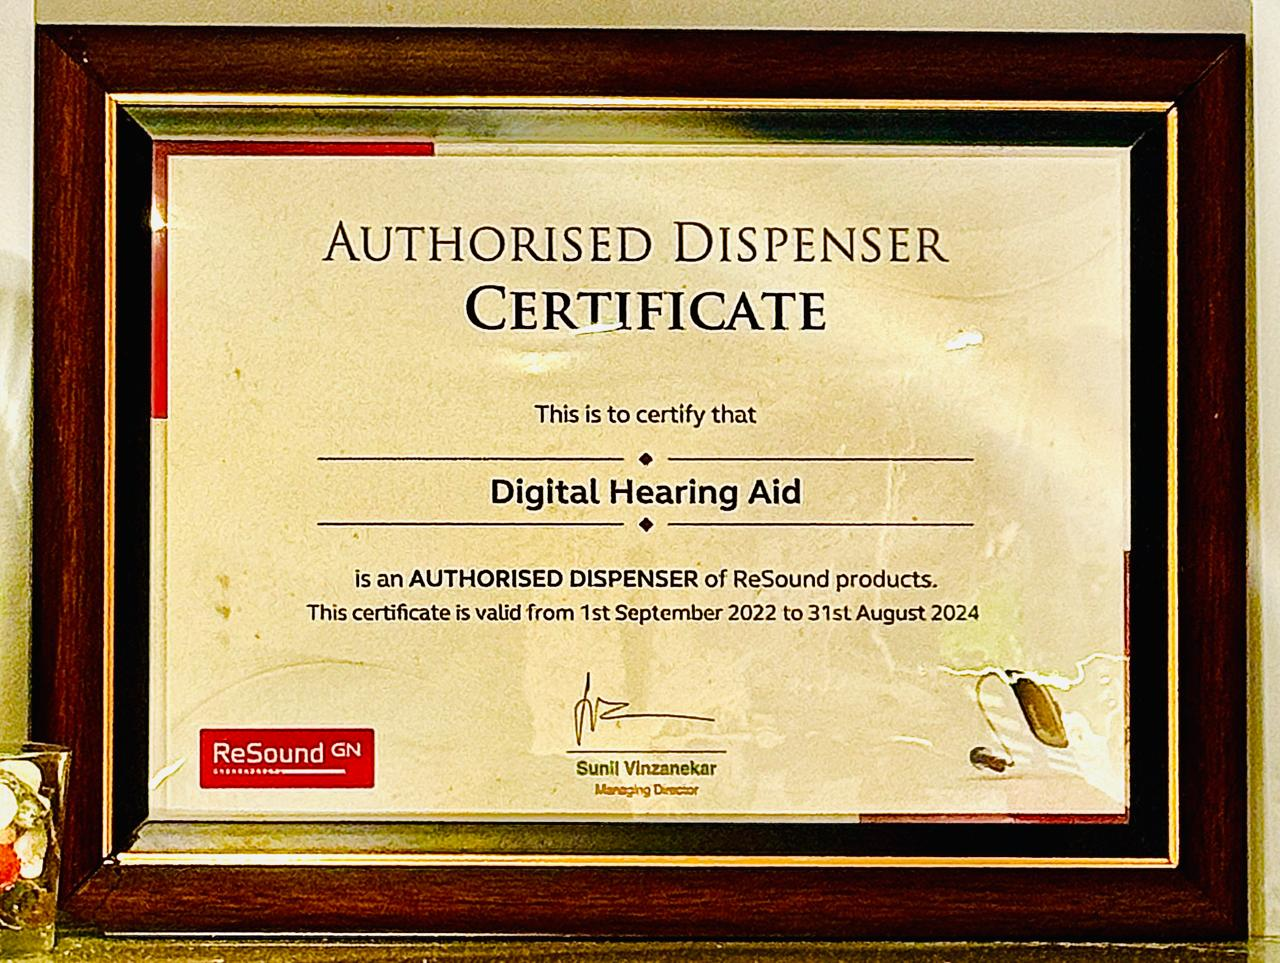 AUTHORISED DISPENSER
CERTIFICATE
This is to certify that
Digital Hearing Aid
is an AUTHORISED DISPENSER of ReSound products.
This certificate is valid from 1st September 2022 to 31st August 2024
ReSound GN
Sunil Vinzanekar
Managing Director